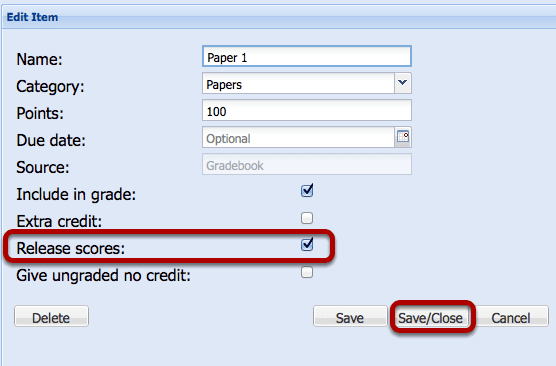 Edit Item
Name: Paper 1
Category: Papers
Points: 100
Due date: Optional
Source: Gradebook
Include in grade:
Extra credit:
Release scores:
Give ungraded no credit:
Delete Save Save/Close Cancel